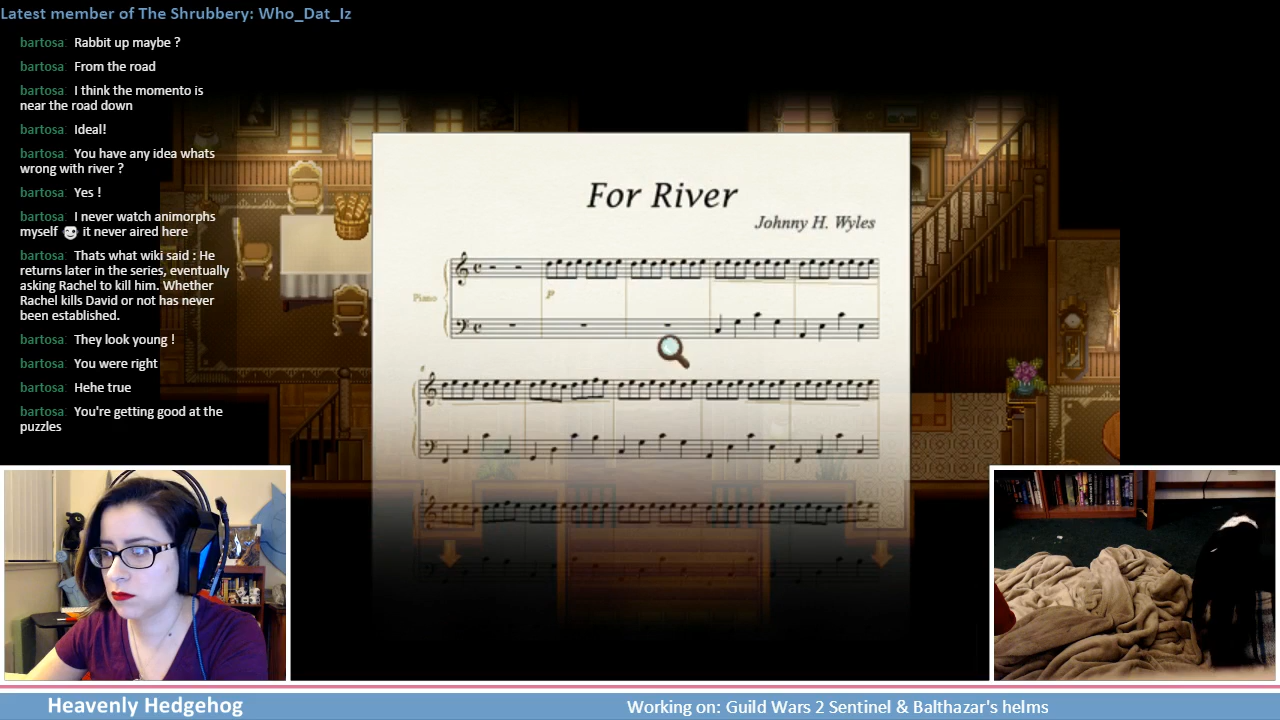 Latest member of The Shrubbery: Who_Dat_Iz
bartosa: Rabbit up maybe ?
bartosa: From the road
bartosa: I think the momento is
near the road down
bartosa: Ideal!
bartosa: You have any idea whats
wrong with river ?
bartosa: Yes !
bartosa: I never watch animorphs
myself it never aired here
bartosa: Thats what wiki said : He
returns later in the series, eventually
asking Rachel to kill him. Whether
Rachel kills David or not has never
been established.
bartosa: They look young !
bartosa: You were right
bartosa: Hehe true
bartosa: You're getting good at the
puzzles
For River
Johnny H. Wyles
Piano
p
Heavenly Hedgehog
Working on: Guild Wars 2 Sentinel & Balthazar's helms